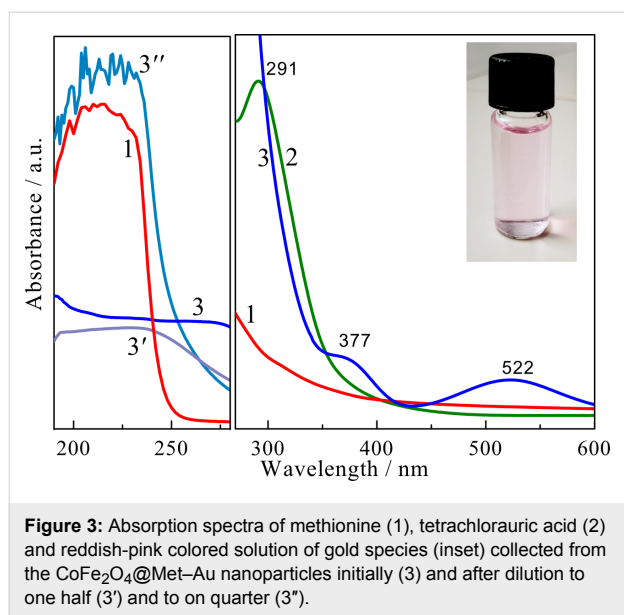 3″
1
3
3′
291
3
2
1
377
522
200
250
300
400
500
600
Absorbance / a.u.
Wavelength / nm
Figure 3: Absorption spectra of methionine (1), tetrachlorauric acid (2)
and reddish-pink colored solution of gold species (inset) collected from
the CoFe₂O₄@Met–Au nanoparticles initially (3) and after dilution to
one half (3′) and to on quarter (3″).